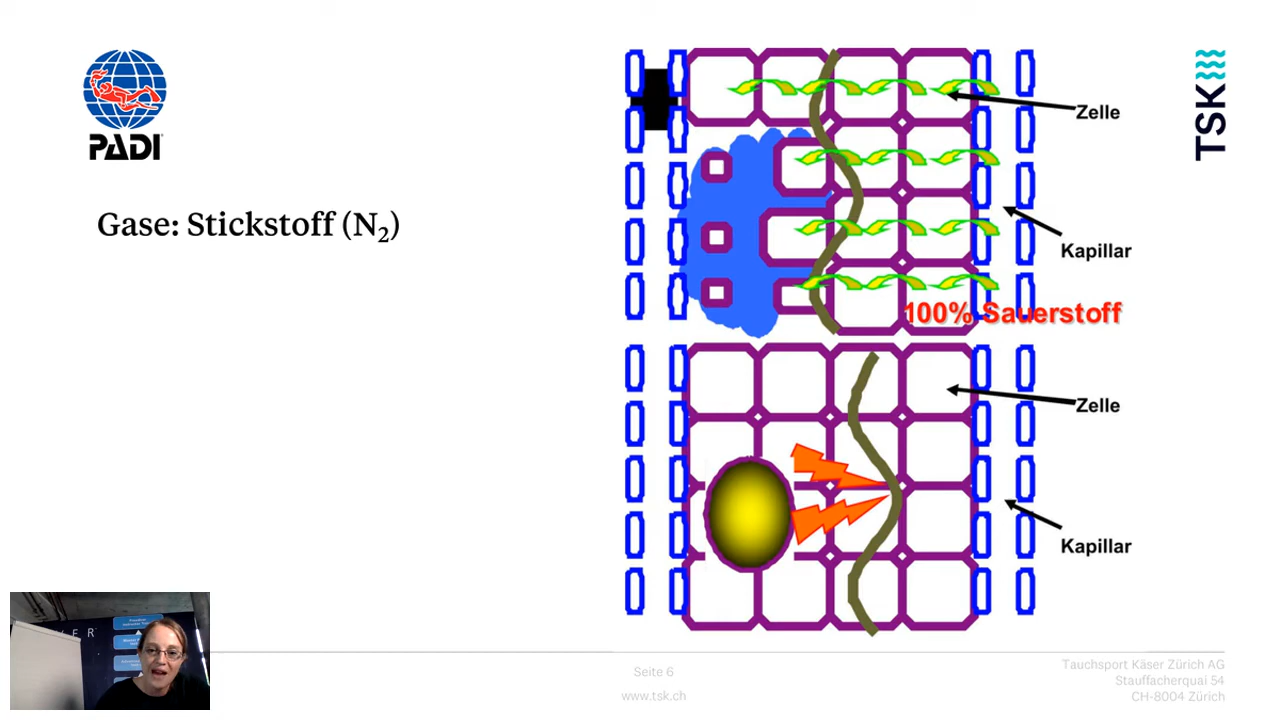 PADI
TSK
Gase: Stickstoff (N₂)
Zelle
Kapillar
100% Sauerstoff
Zelle
Kapillar
Seite 6
www.tsk.ch
Tauchsport Käser Zürich AG
Stauffacherquai 54
CH-8004 Zürich